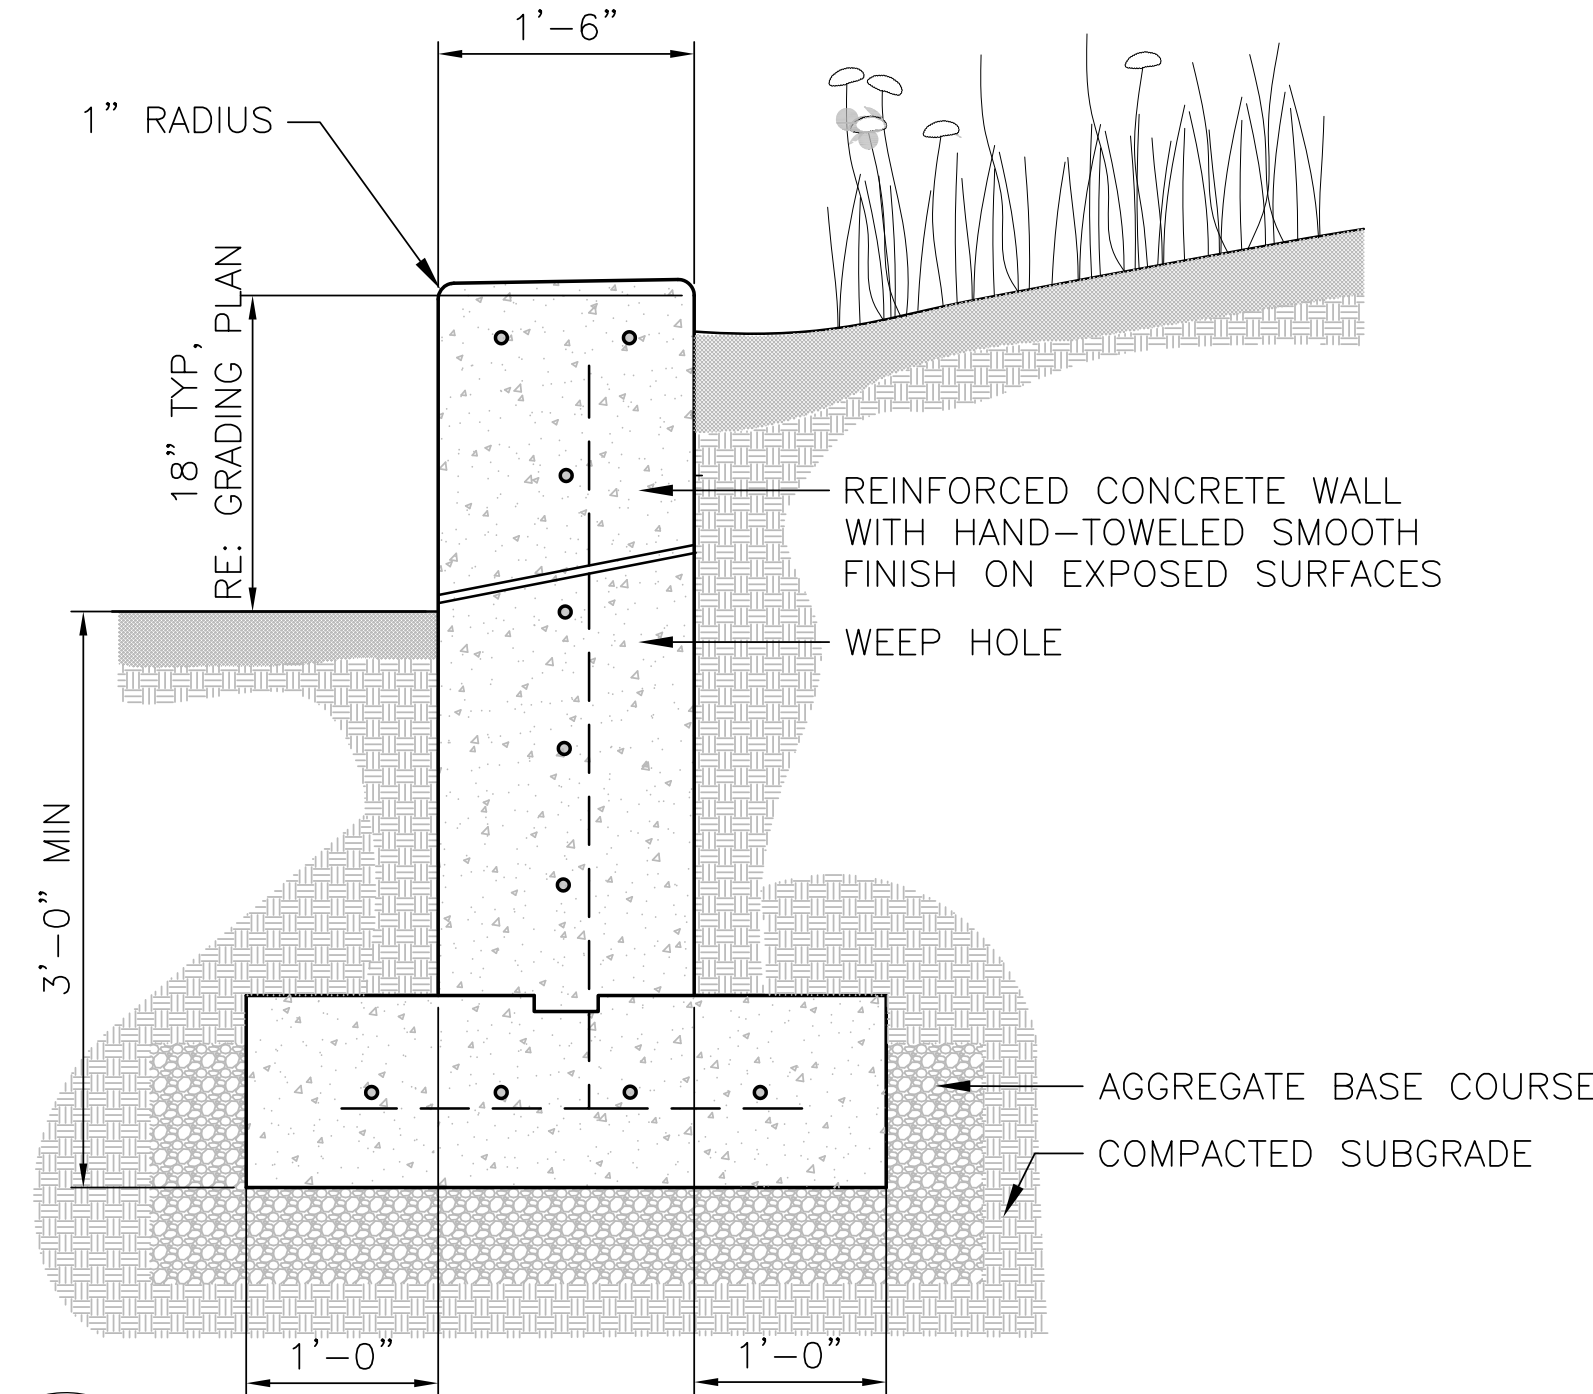 1'-6"
1" RADIUS
18" TYP,
RE: GRADING PLAN
REINFORCED CONCRETE WALL
WITH HAND-TOWELED SMOOTH
FINISH ON EXPOSED SURFACES
WEEP HOLE
3'-0" MIN
AGGREGATE BASE COURSE
COMPACTED SUBGRADE
1'-0"
1'-0"